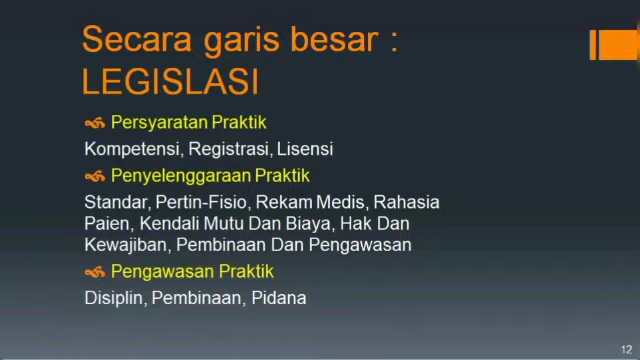 Secara garis besar :
LEGISLASI
Persyaratan Praktik
Kompetensi, Registrasi, Lisensi
Penyelenggaraan Praktik
Standar, Pertin-Fisio, Rekam Medis, Rahasia
Paien, Kendali Mutu Dan Biaya, Hak Dan
Kewajiban, Pembinaan Dan Pengawasan
Pengawasan Praktik
Disiplin, Pembinaan, Pidana
12